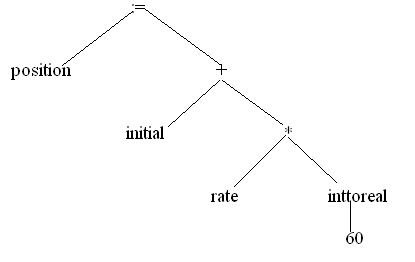 :=
position
+
initial
*
rate
inttoreal
60